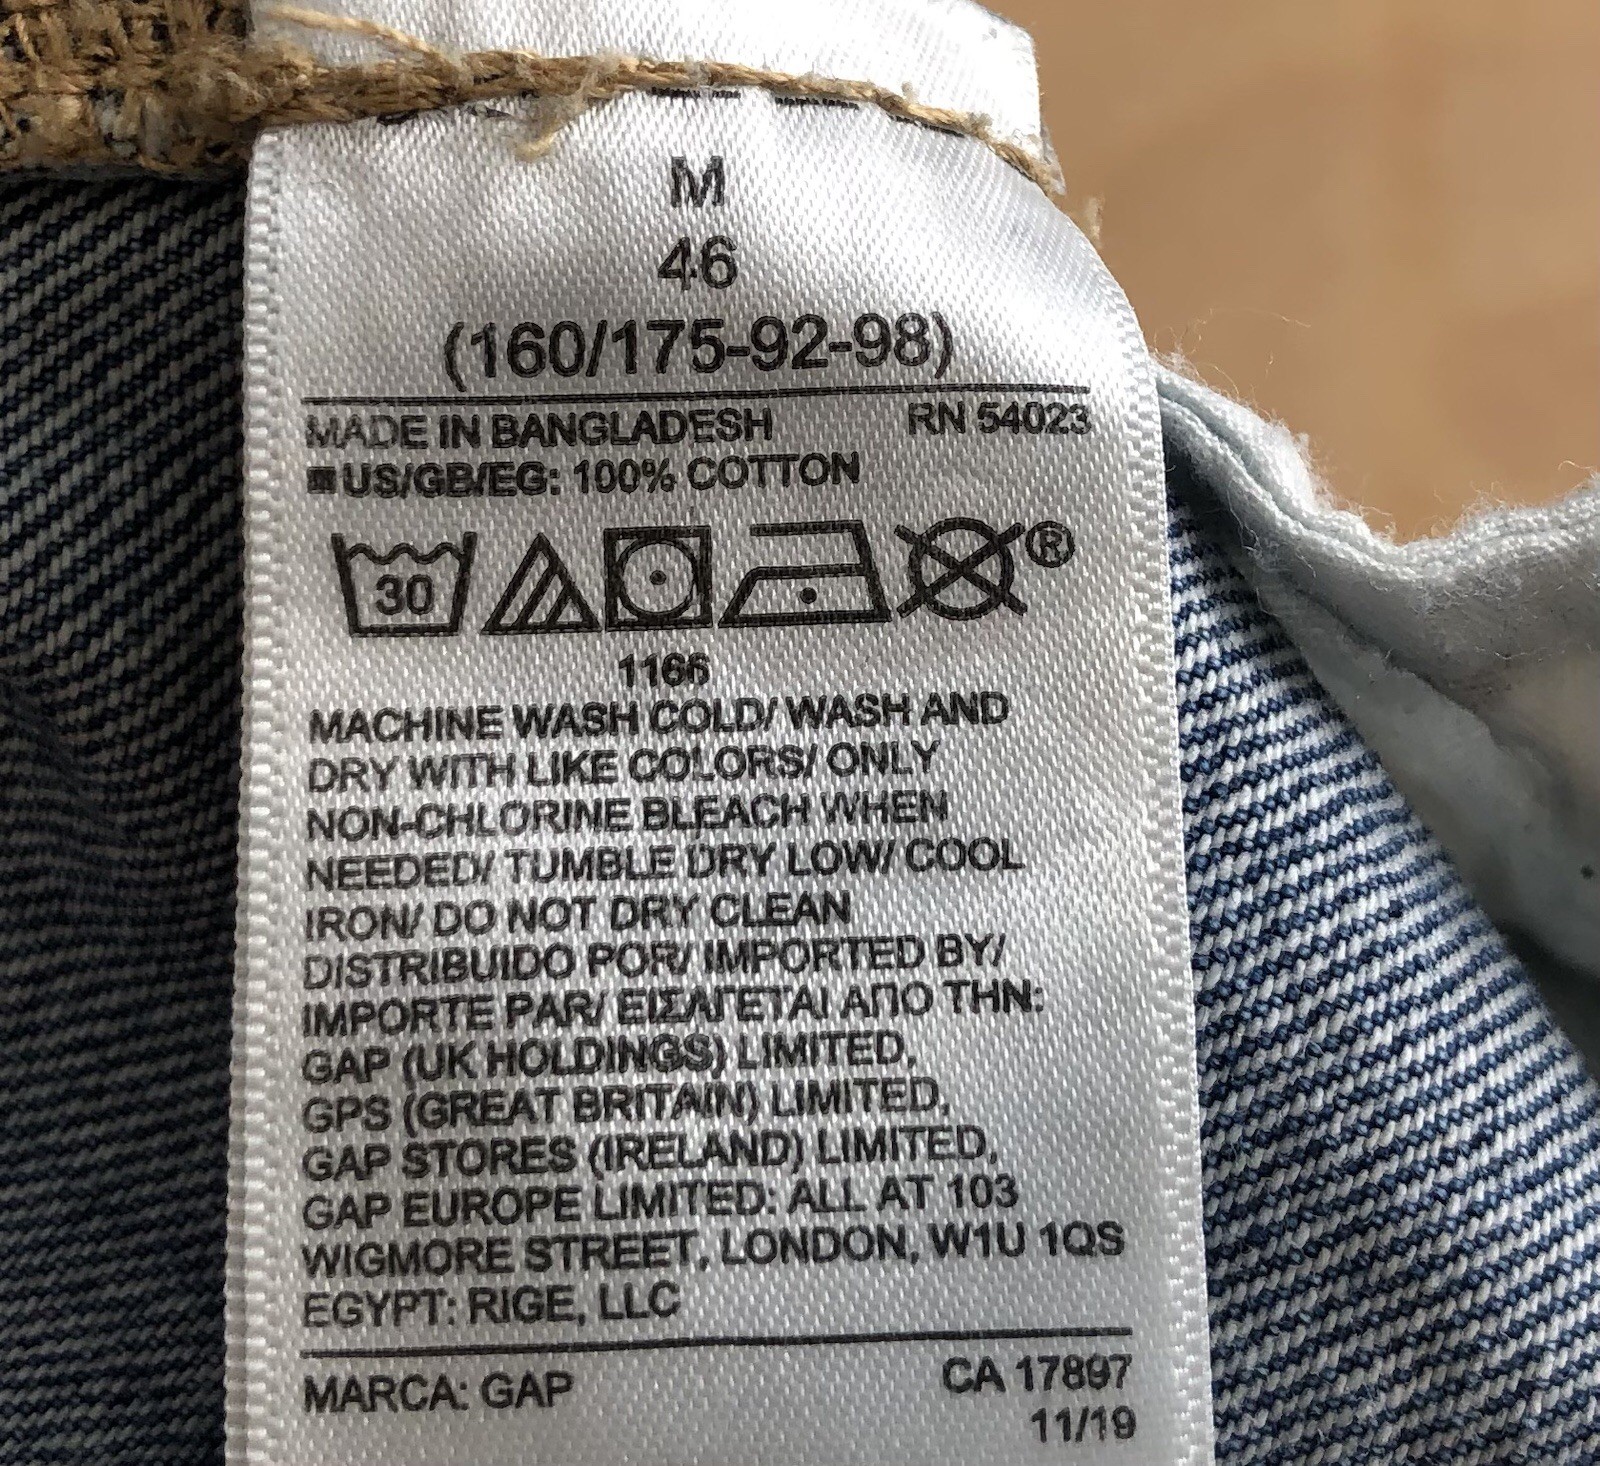 M
46
(160/175-92-98)
MADE IN BANGLADESH RN 54023
US/GB/EG: 100% COTTON
30 ®
1166
MACHINE WASH COLD/ WASH AND
DRY WITH LIKE COLORS/ ONLY
NON-CHLORINE BLEACH WHEN
NEEDED/ TUMBLE DRY LOW/ COOL
IRON/ DO NOT DRY CLEAN
DISTRIBUIDO POR/ IMPORTED BY/
IMPORTE PAR/ ΕΙΣΑΓΕΤΑΙ ΑΠΟ ΤΗΝ:
GAP (UK HOLDINGS) LIMITED,
GPS (GREAT BRITAIN) LIMITED,
GAP STORES (IRELAND) LIMITED,
GAP EUROPE LIMITED: ALL AT 103
WIGMORE STREET, LONDON, W1U 1QS
EGYPT: RIGE, LLC
MARCA: GAP CA 17897
11/19